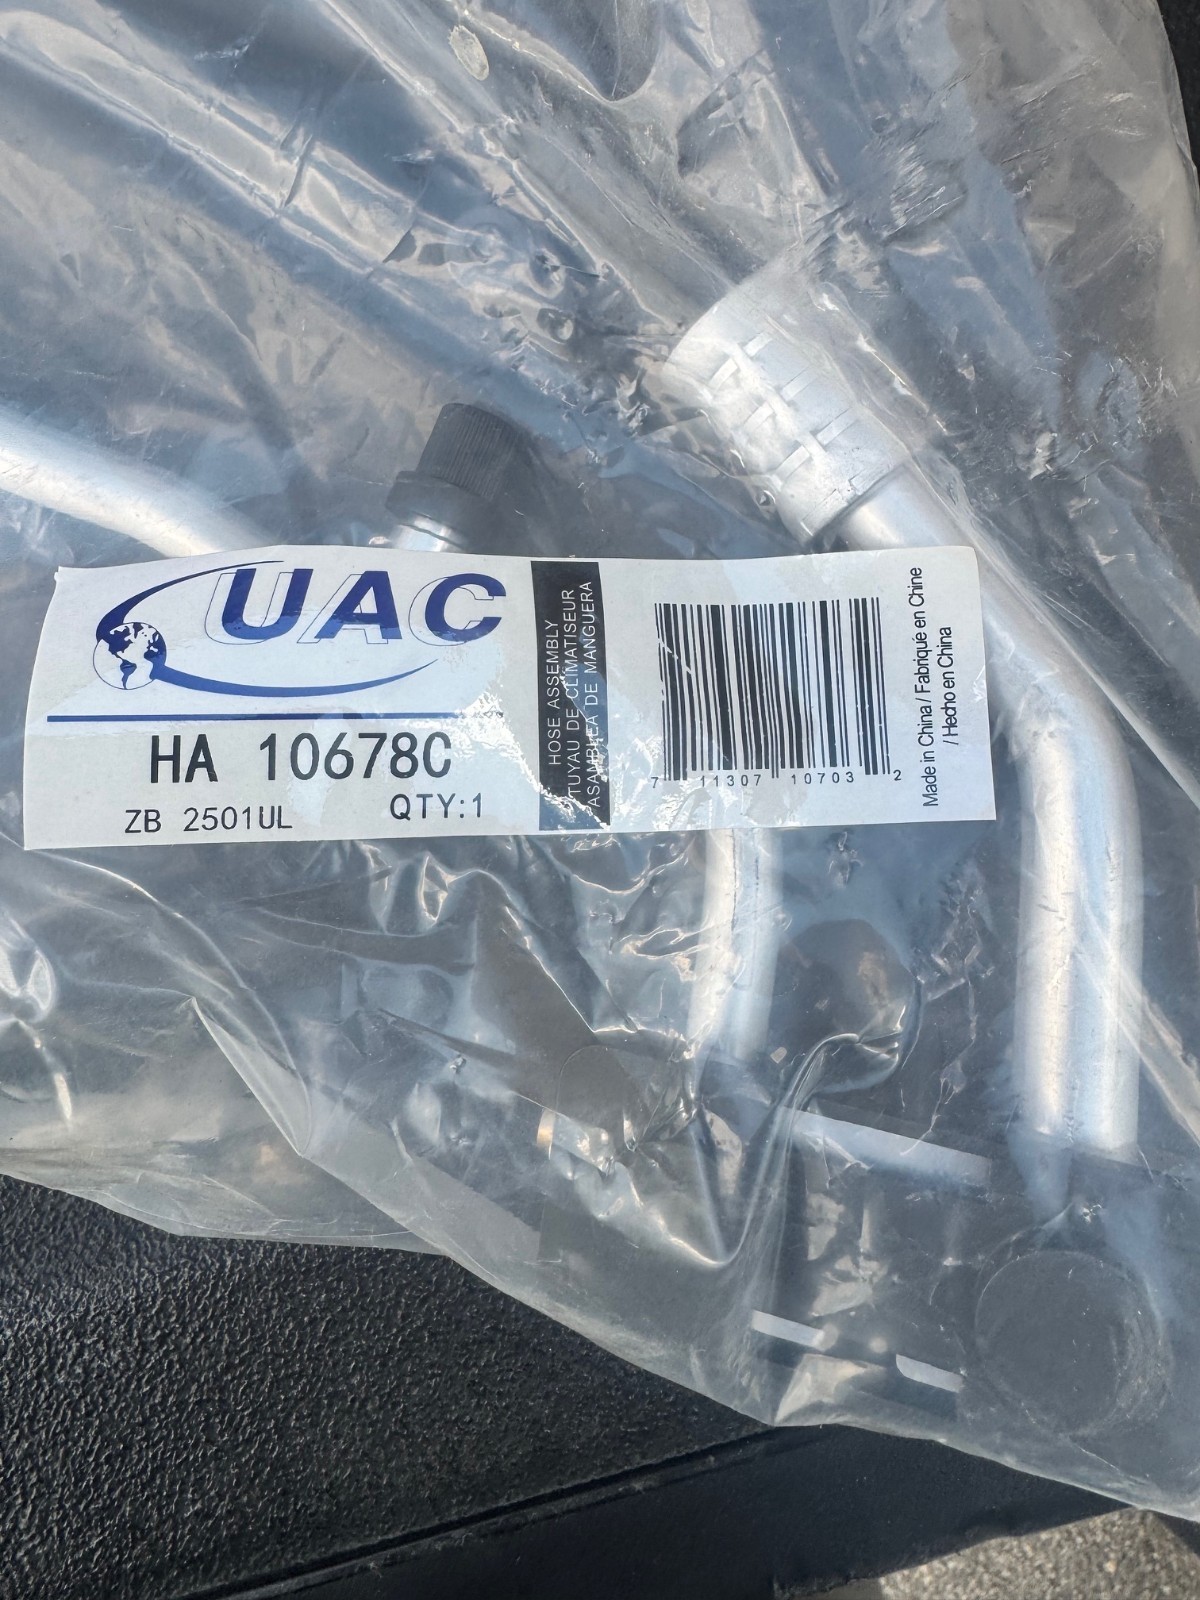 UAC
HA 10678C
ZB 2501UL
QTY:1
HOSE ASSEMBLY
TUYAU DE CLIMATISEUR
ASAMBLEA DE MANGUERA
7 11307 10703 2
Made in China / Fabriqué en Chine
/ Hecho en China